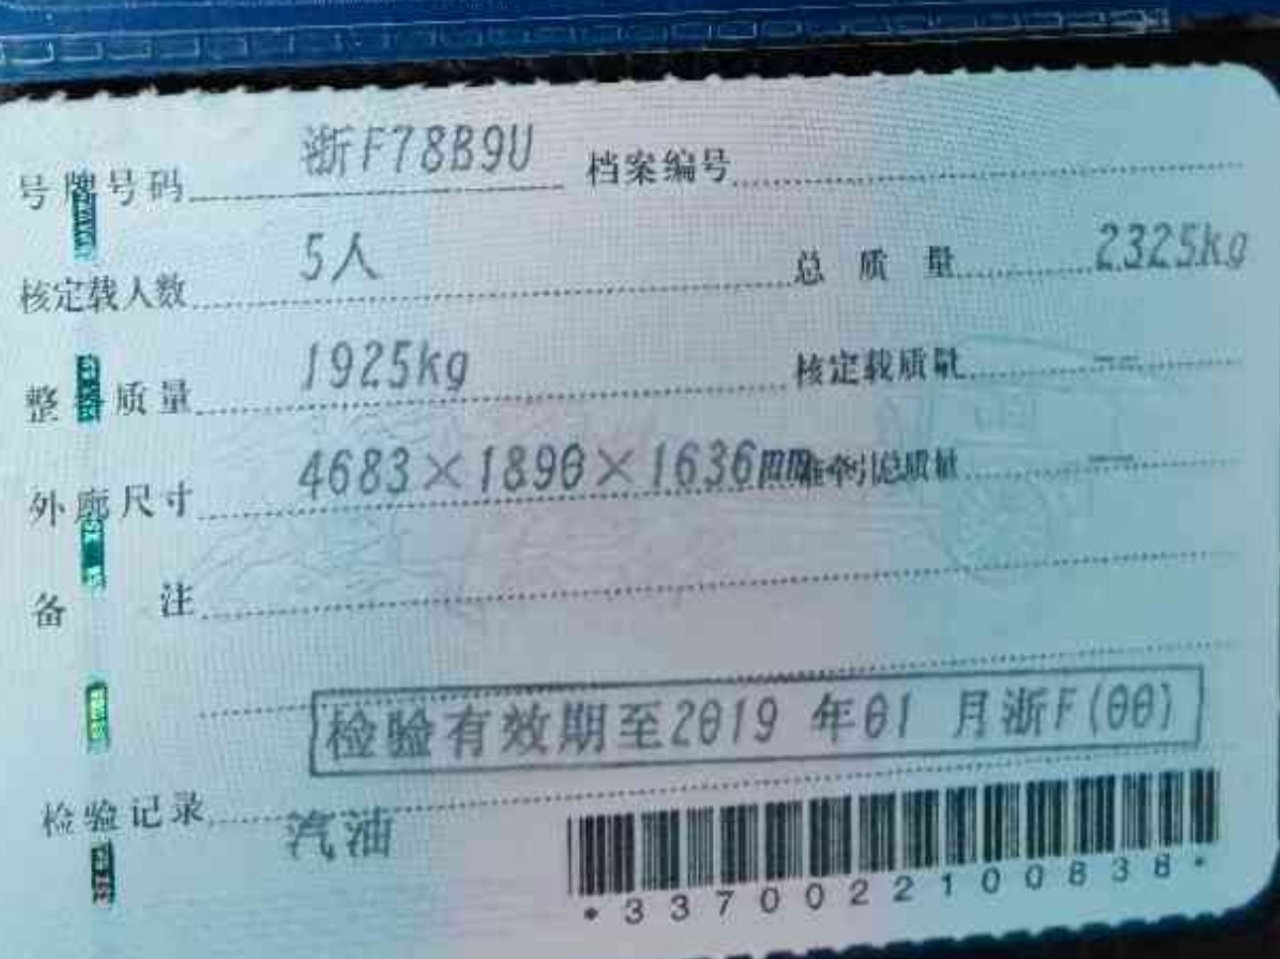 号牌号码 浙F78B9U 档案编号
核定载人数 5人 总质量 2325kg
整备质量 1925kg 核定载质量 --
外廓尺寸 4683×1890×1636mm 准牵引总质量 --
备注
检验有效期至2019年01月浙F(00)
检验记录 汽油
*3370022100838*